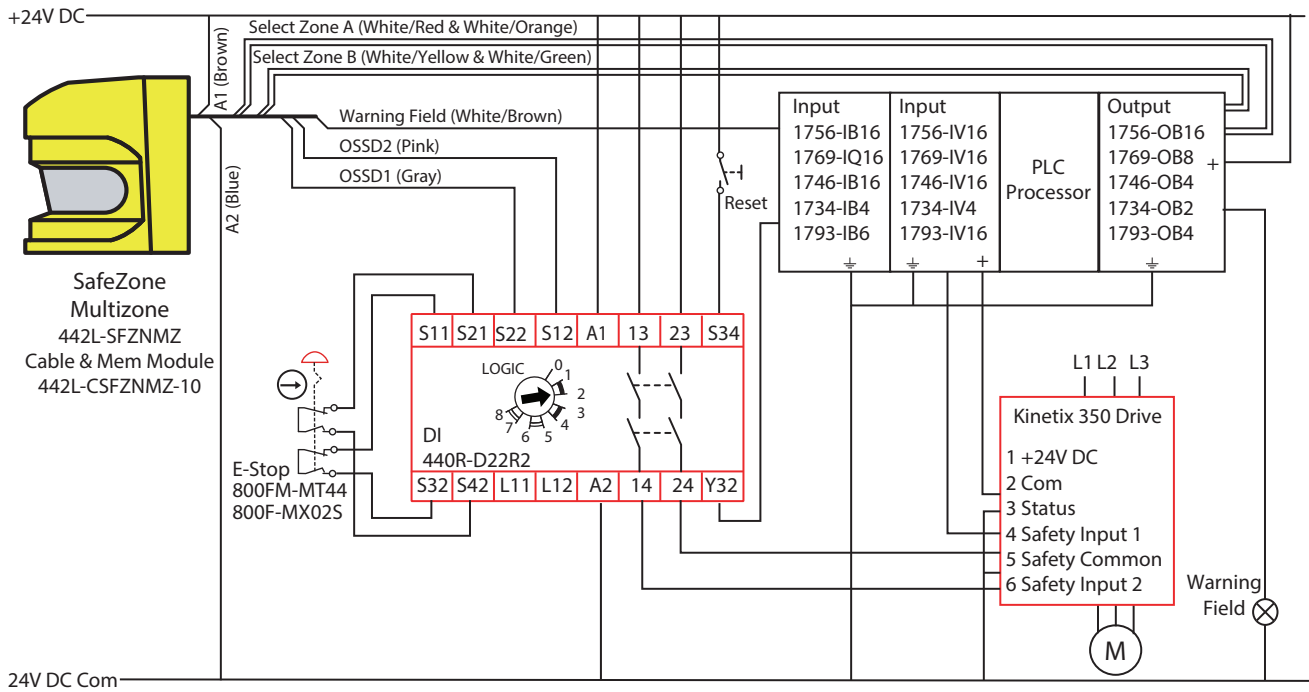 +24V DC
Select Zone A (White/Red & White/Orange)
Select Zone B (White/Yellow & White/Green)
A1 (Brown)
Warning Field (White/Brown)
OSSD2 (Pink)
OSSD1 (Gray)
A2 (Blue)
SafeZone
Multizone
442L-SFZNMZ
Cable & Mem Module
442L-CSFZNMZ-10
Reset
Input
1756-IB16
1769-IQ16
1746-IB16
1734-IB4
1793-IB6
Input
1756-IV16
1769-IV16
1746-IV16
1734-IV4
1793-IV16
+
PLC
Processor
Output
1756-OB16
1769-OB8
1746-OB4
1734-OB2
1793-OB4
+
S11 S21 S22 S12 A1 13 23 S34
LOGIC
0
1
2
3
4
5
6
7
8
DI
440R-D22R2
S32 S42 L11 L12 A2 14 24 Y32
E-Stop
800FM-MT44
800F-MX02S
L1 L2 L3
Kinetix 350 Drive
1 +24V DC
2 Com
3 Status
4 Safety Input 1
5 Safety Common
6 Safety Input 2
M
Warning
Field
24V DC Com